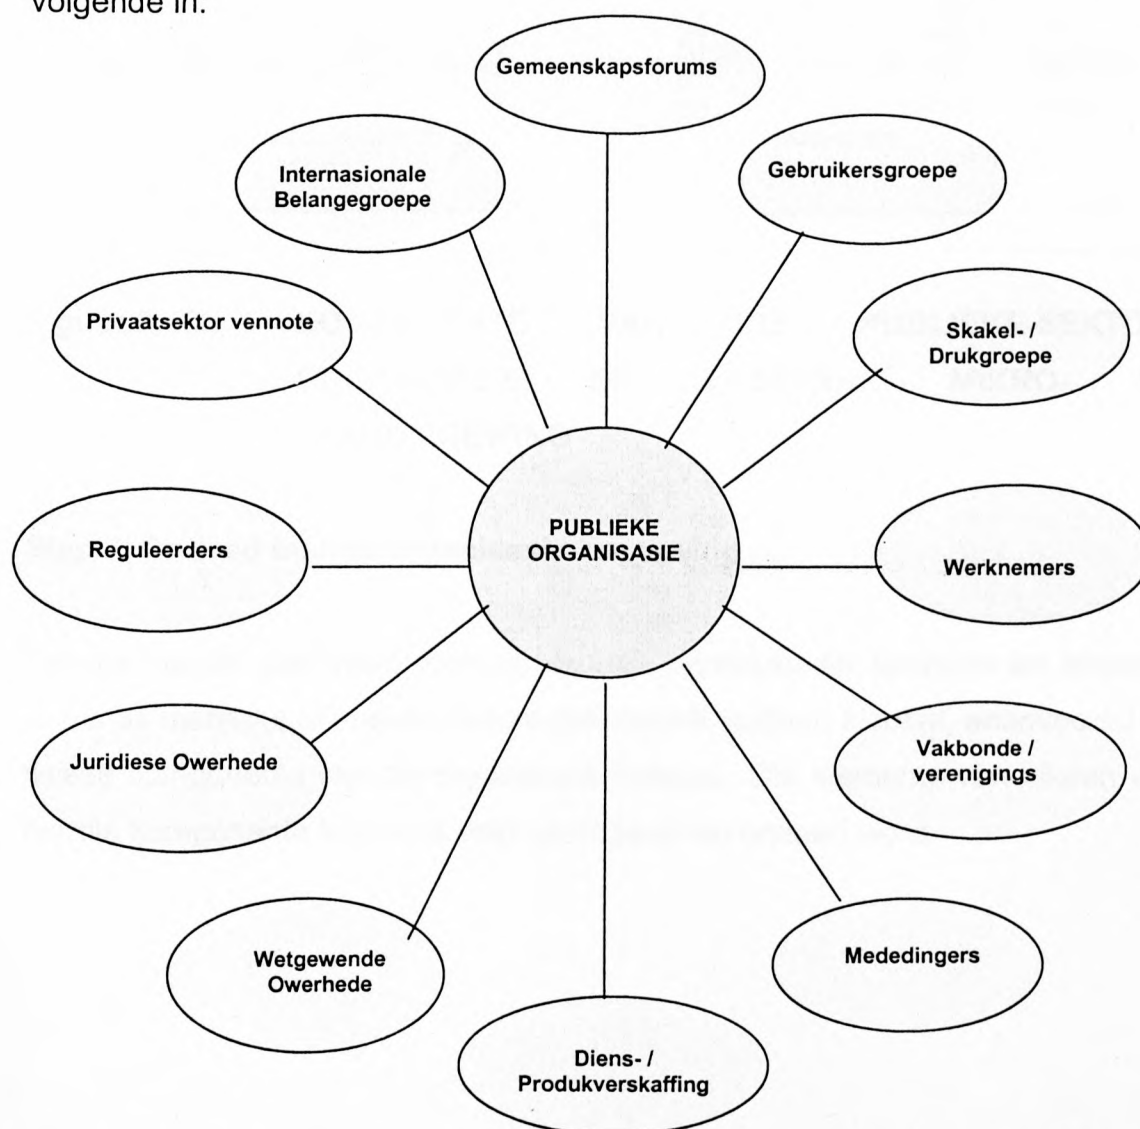 volgende in:
Gemeenskapsforums
Internasionale
Belangegroepe
Gebruikersgroepe
Privaatsektor vennote
Skakel- /
Drukgroepe
PUBLIEKE
ORGANISASIE
Reguleerders
Werknemers
Juridiese Owerhede
Vakbonde /
verenigings
Wetgewende
Owerhede
Mededingers
Diens- /
Produkverskaffing